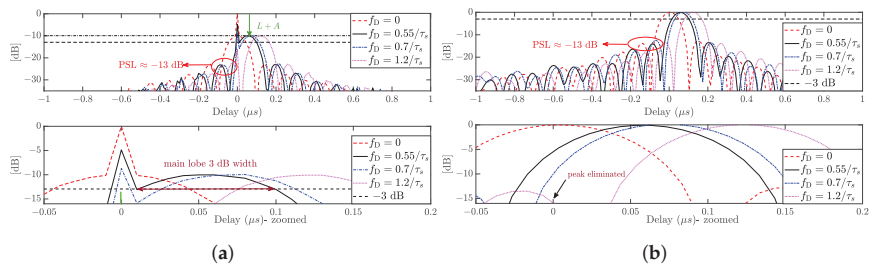 0
L + A
f_D = 0
f_D = 0.55/τ_s
f_D = 0.7/τ_s
f_D = 1.2/τ_s
PSL ≈ −13 dB
[dB]
−10
−20
−30
−1 −0.8 −0.6 −0.4 −0.2 0 0.2 0.4 0.6 0.8 1
Delay (μs)
0
−5
−10
−15
[dB]
main lobe 3 dB width
f_D = 0
f_D = 0.55/τ_s
f_D = 0.7/τ_s
f_D = 1.2/τ_s
−3 dB
−0.05 0 0.05 0.1 0.15 0.2
Delay (μs)- zoomed
(a)
0
−10
−20
−30
[dB]
PSL ≈ −13 dB
f_D = 0
f_D = 0.55/τ_s
f_D = 0.7/τ_s
f_D = 1.2/τ_s
−3 dB
−1 −0.8 −0.6 −0.4 −0.2 0 0.2 0.4 0.6 0.8 1
Delay (μs)
0
−5
−10
−15
[dB]
peak eliminated
f_D = 0
f_D = 0.55/τ_s
f_D = 0.7/τ_s
f_D = 1.2/τ_s
−3 dB
−0.05 0 0.05 0.1 0.15 0.2
Delay (μs)- zoomed
(b)